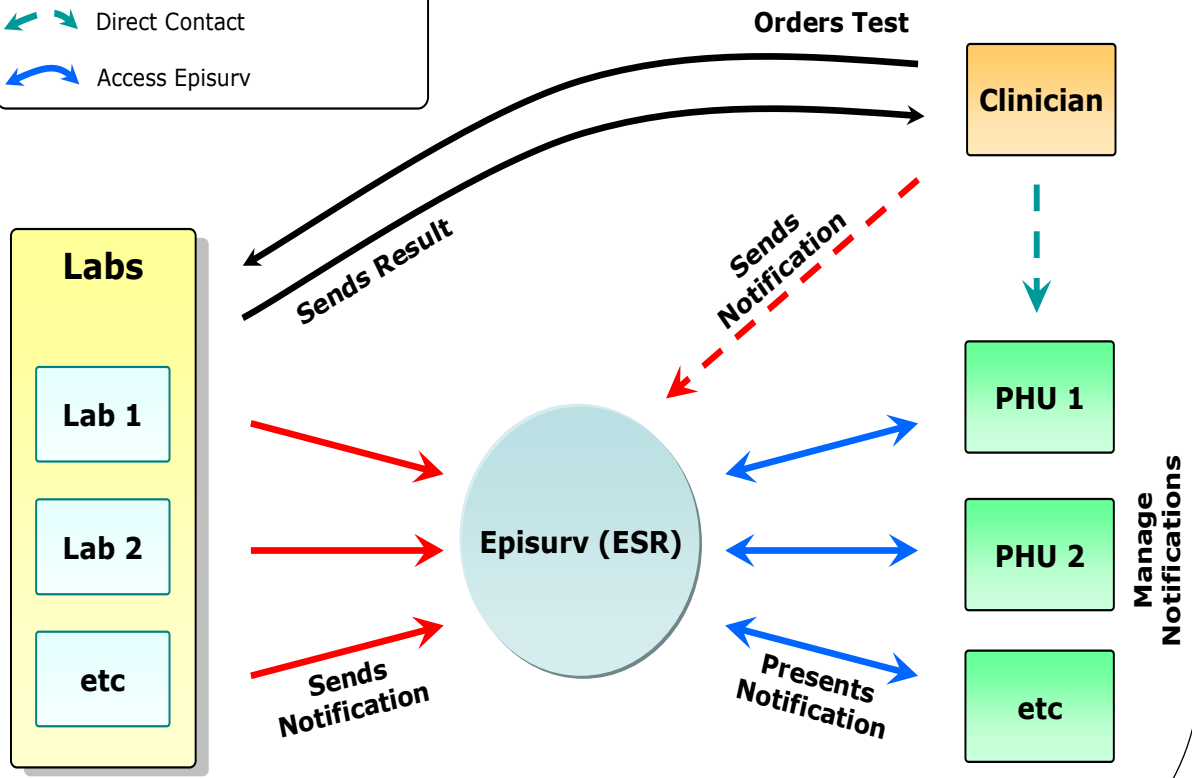 Direct Contact
Access Episurv
Orders Test
Clinician
Sends Result
Sends
Notification
Labs
Lab 1
Lab 2
etc
Episurv (ESR)
PHU 1
PHU 2
etc
Manage
Notifications
Sends
Notification
Presents
Notification